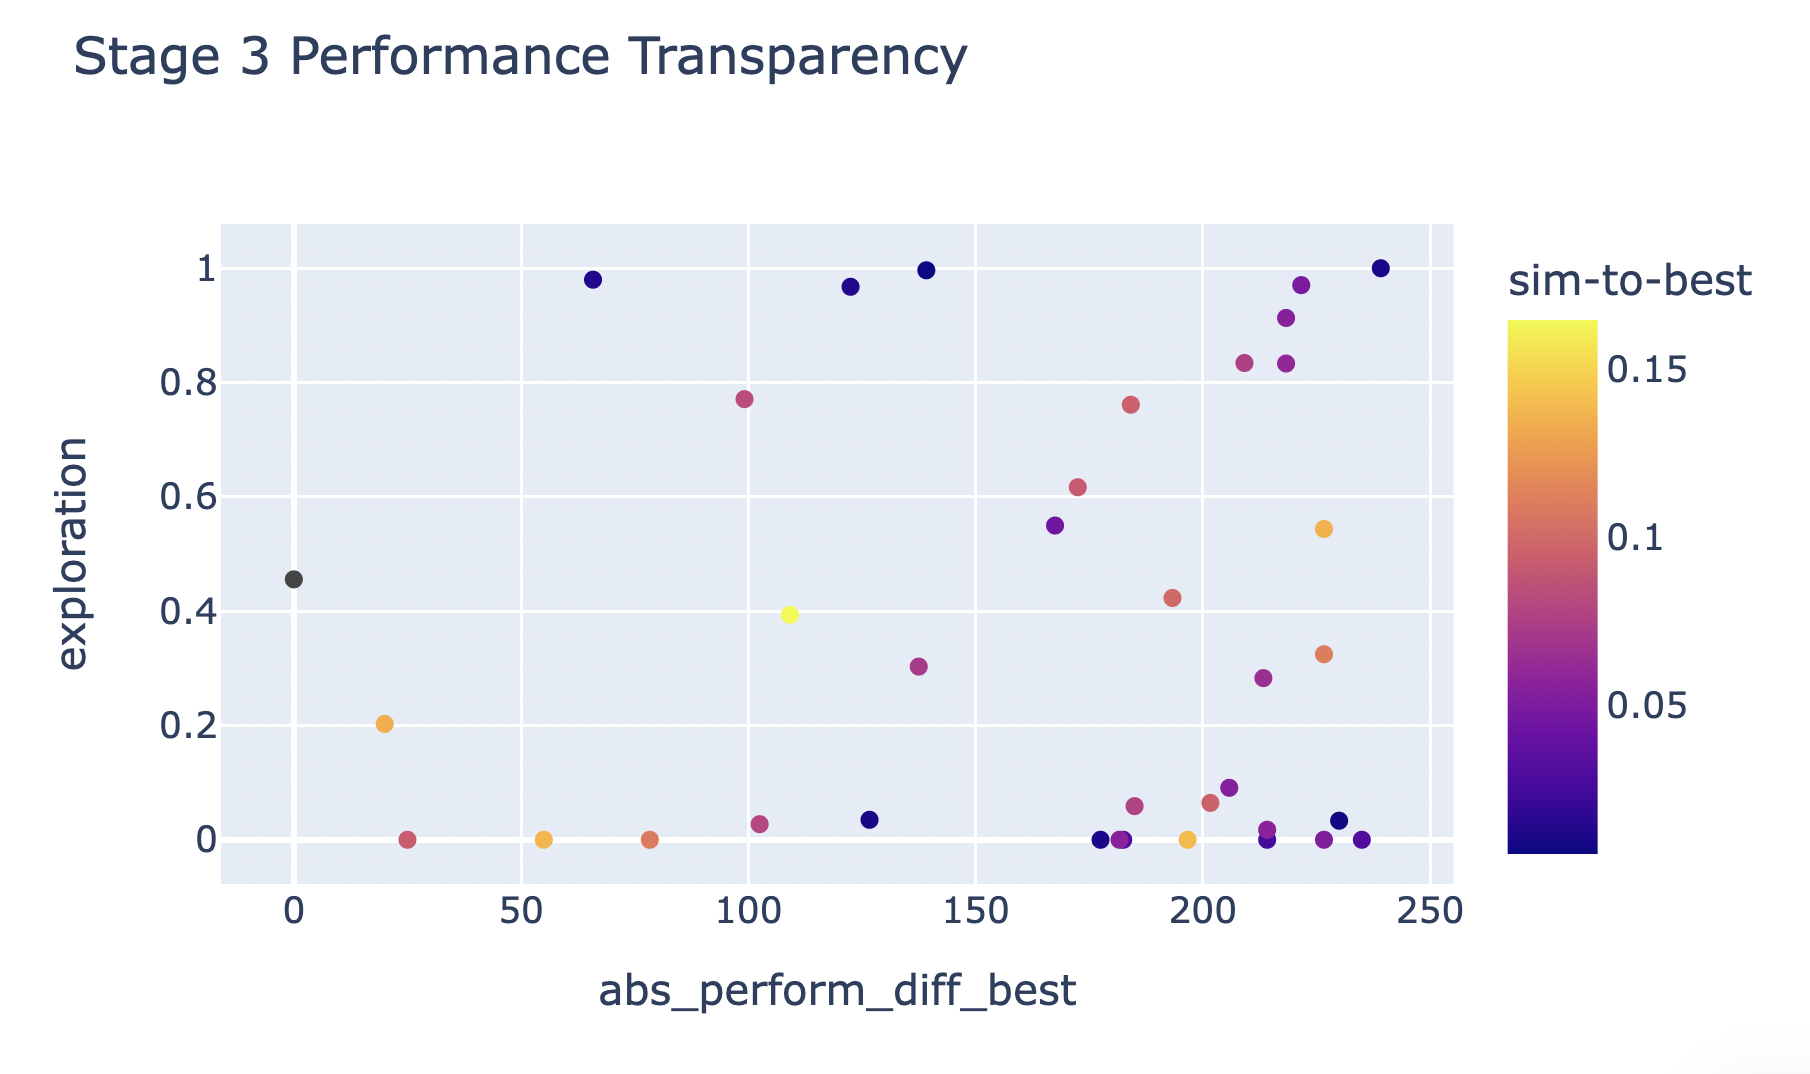 Stage 3 Performance Transparency
sim-to-best
1
0.8
0.6
0.4
0.2
0
exploration
0.15
0.1
0.05
0 50 100 150 200 250
abs_perform_diff_best